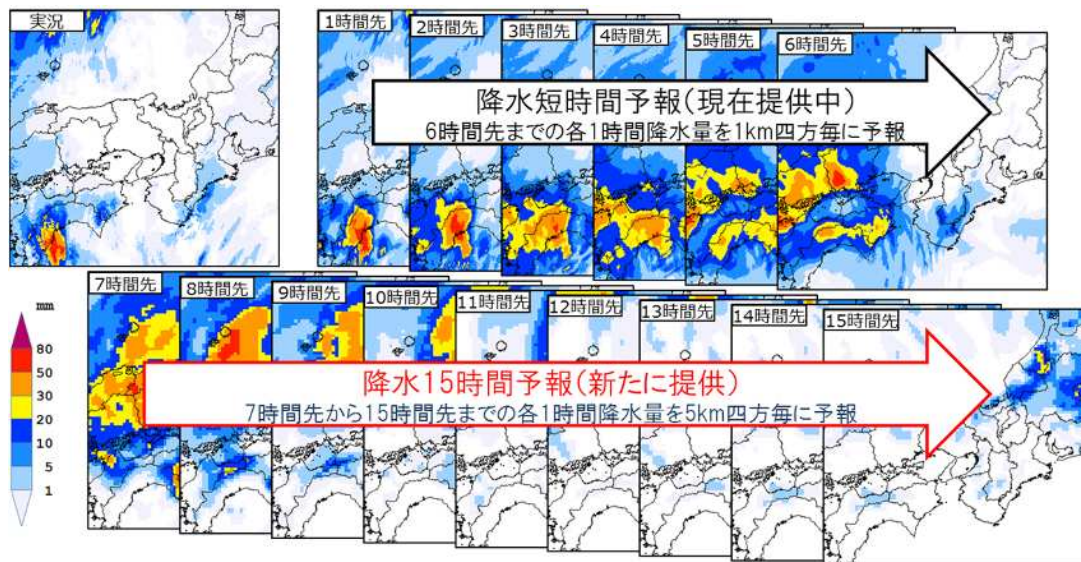 実況
1時間先
2時間先
3時間先
4時間先
5時間先
6時間先
降水短時間予報(現在提供中)
6時間先までの各1時間降水量を1km四方毎に予報
7時間先
8時間先
9時間先
10時間先
11時間先
12時間先
13時間先
14時間先
15時間先
降水15時間予報(新たに提供)
7時間先から15時間先までの各1時間降水量を5km四方毎に予報
mm
80
50
30
20
10
5
1